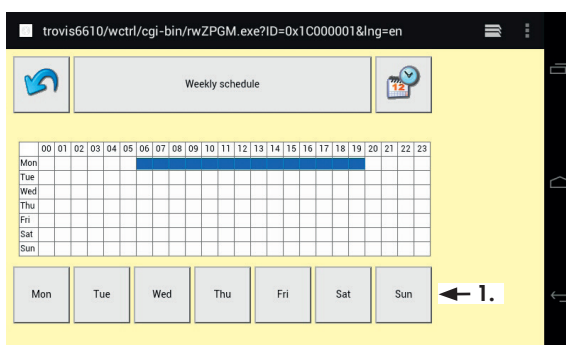 trovis6610/wctrl/cgi-bin/rwZPGM.exe?ID=0x1C000001&Lng=en
Weekly schedule
12
00 01 02 03 04 05 06 07 08 09 10 11 12 13 14 15 16 17 18 19 20 21 22 23
Mon
Tue
Wed
Thu
Fri
Sat
Sun
Mon Tue Wed Thu Fri Sat Sun 1.